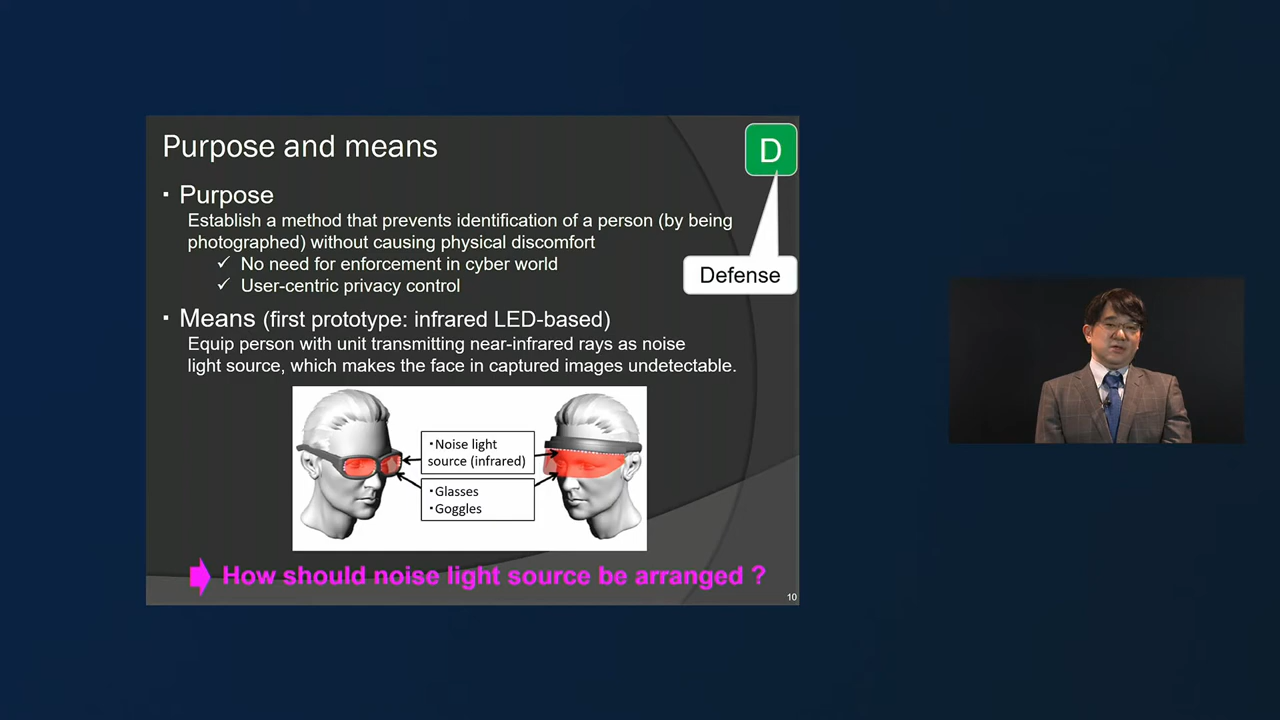 Purpose and means
D
▪ Purpose
Establish a method that prevents identification of a person (by being
photographed) without causing physical discomfort
✓ No need for enforcement in cyber world
✓ User-centric privacy control
Defense
▪ Means (first prototype: infrared LED-based)
Equip person with unit transmitting near-infrared rays as noise
light source, which makes the face in captured images undetectable.
・Noise light
source (infrared)
・Glasses
・Goggles
How should noise light source be arranged ?
10